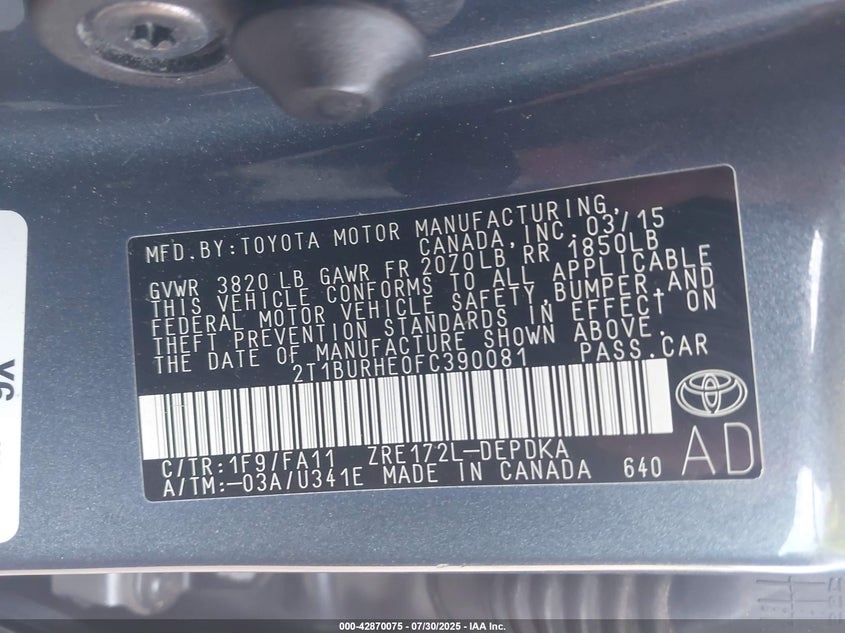 MFD.BY:TOYOTA MOTOR MANUFACTURING,
CANADA, INC. 03/15
GVWR 3820 LB GAWR FR 2070LB, RR 1850LB
THIS VEHICLE CONFORMS TO ALL APPLICABLE
FEDERAL MOTOR VEHICLE SAFETY, BUMPER, AND
THEFT PREVENTION STANDARDS IN EFFECT ON
THE DATE OF MANUFACTURE SHOWN ABOVE.
2T1BURHE0FC390081 PASS.CAR
C/TR:1F9/FA11 ZRE172L-DEPDKA
A/TM:-03A/U341E MADE IN CANADA 640
AD
000-42870075 - 07/30/2025 - IAA Inc.